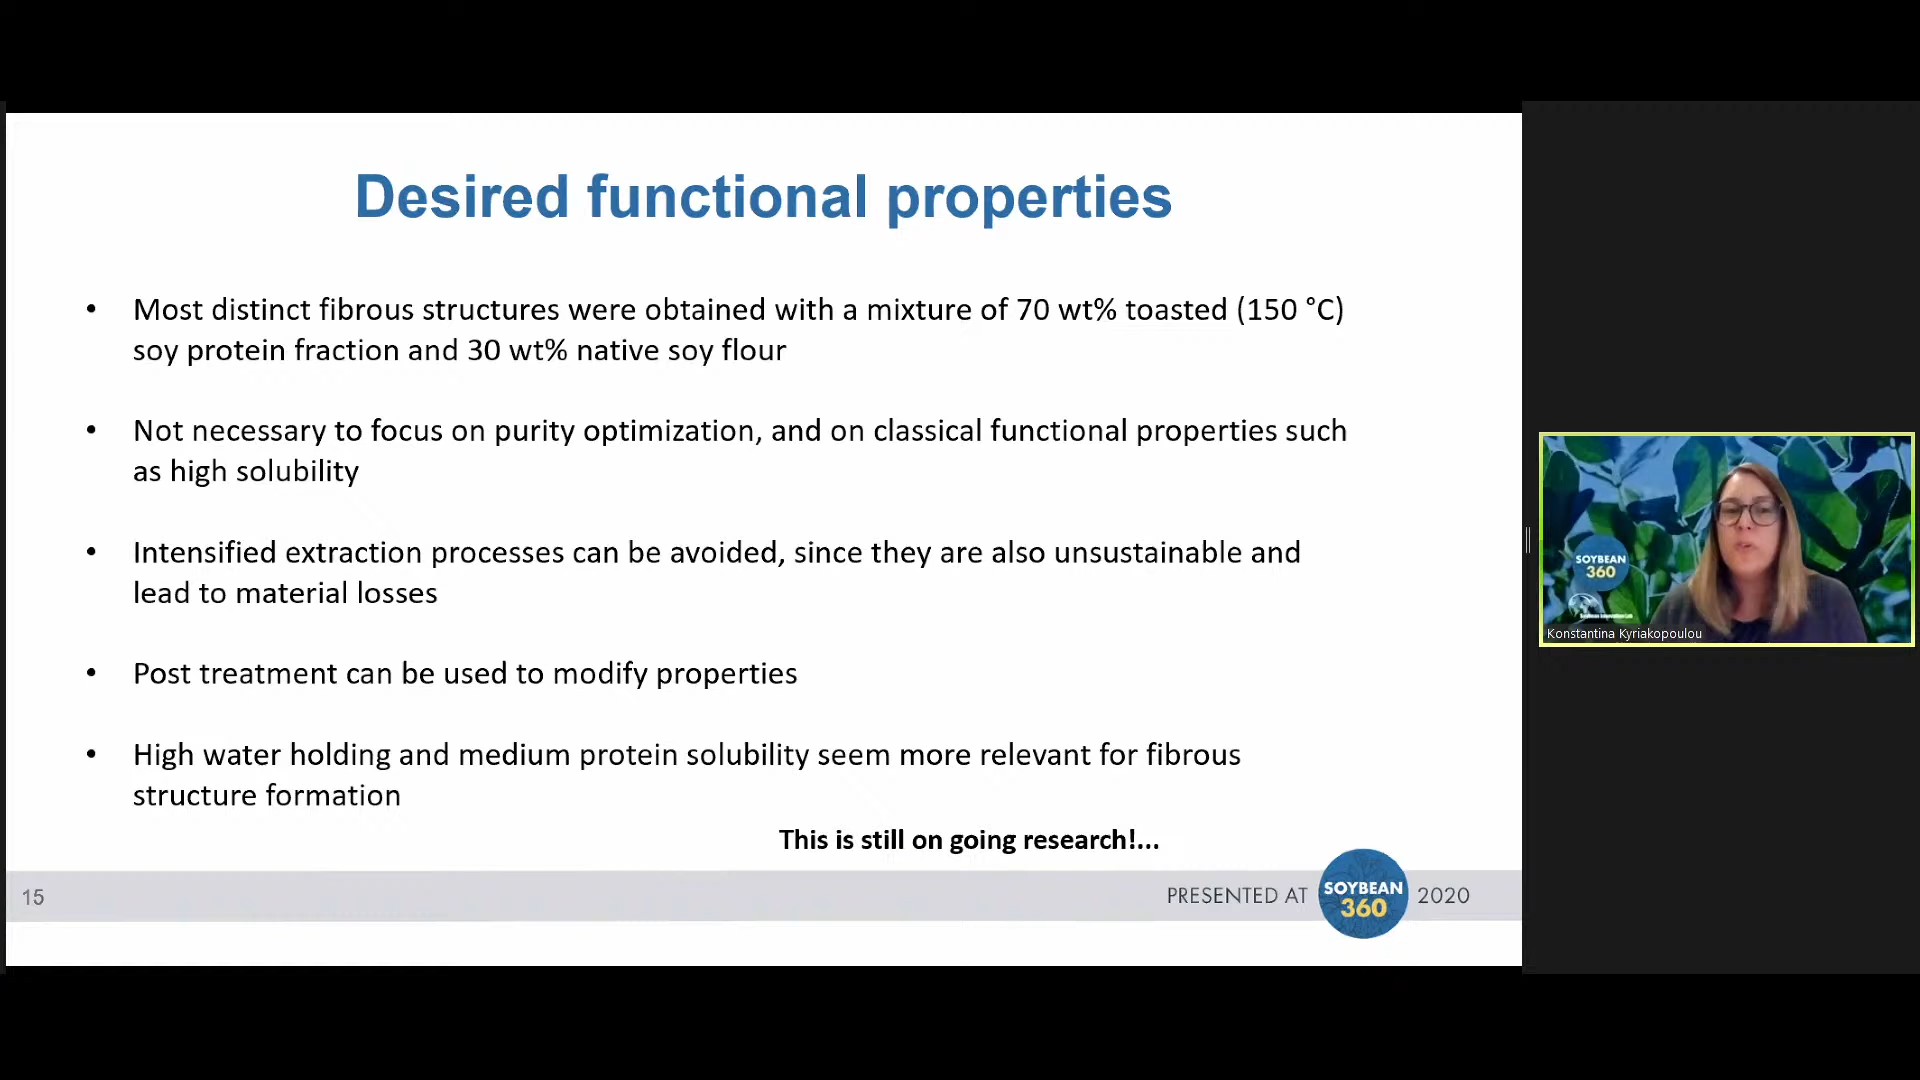 Desired functional properties
• Most distinct fibrous structures were obtained with a mixture of 70 wt% toasted (150 °C)
soy protein fraction and 30 wt% native soy flour
• Not necessary to focus on purity optimization, and on classical functional properties such
as high solubility
• Intensified extraction processes can be avoided, since they are also unsustainable and
lead to material losses
• Post treatment can be used to modify properties
• High water holding and medium protein solubility seem more relevant for fibrous
structure formation
This is still on going research!...
15
PRESENTED AT
SOYBEAN
360
2020
SOYBEAN
360
Konstantina Kyriakopoulou